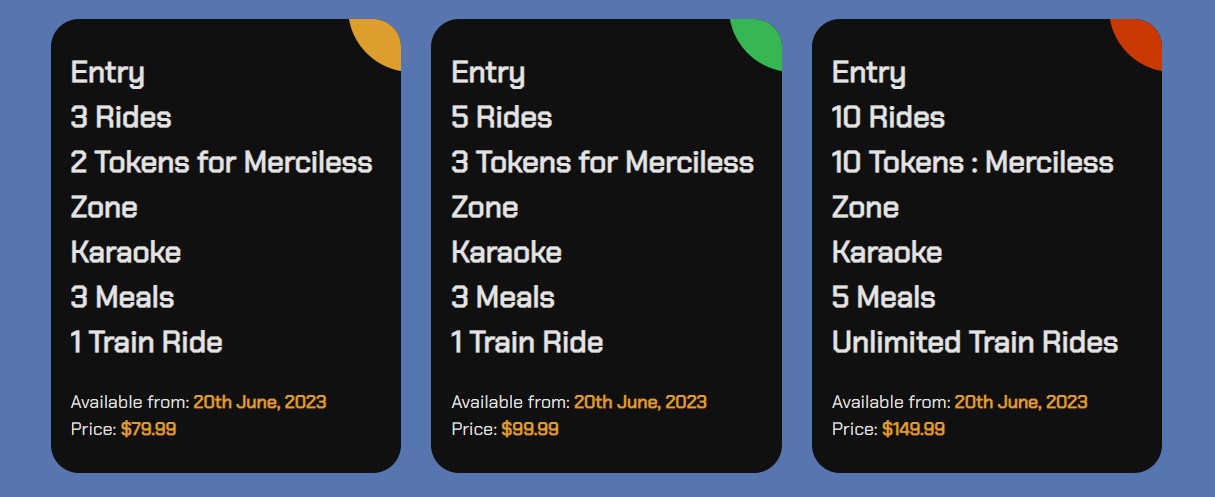 Entry
3 Rides
2 Tokens for Merciless
Zone
Karaoke
3 Meals
1 Train Ride
Available from: 20th June, 2023
Price: $79.99
Entry
5 Rides
3 Tokens for Merciless
Zone
Karaoke
3 Meals
1 Train Ride
Available from: 20th June, 2023
Price: $99.99
Entry
10 Rides
10 Tokens : Merciless
Zone
Karaoke
5 Meals
Unlimited Train Rides
Available from: 20th June, 2023
Price: $149.99